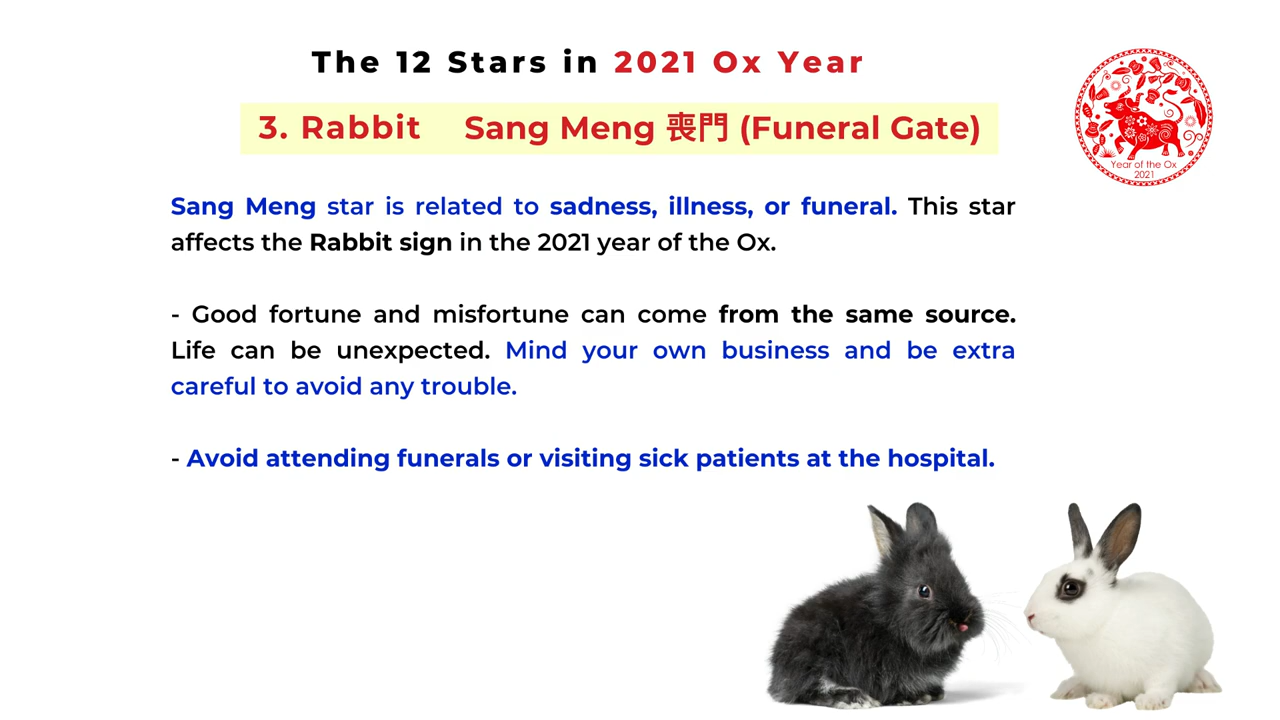 The 12 Stars in 2021 Ox Year
3. Rabbit Sang Meng 喪門 (Funeral Gate)
Year of the Ox
2021
Sang Meng star is related to sadness, illness, or funeral. This star
affects the Rabbit sign in the 2021 year of the Ox.
- Good fortune and misfortune can come from the same source.
Life can be unexpected. Mind your own business and be extra
careful to avoid any trouble.
- Avoid attending funerals or visiting sick patients at the hospital.